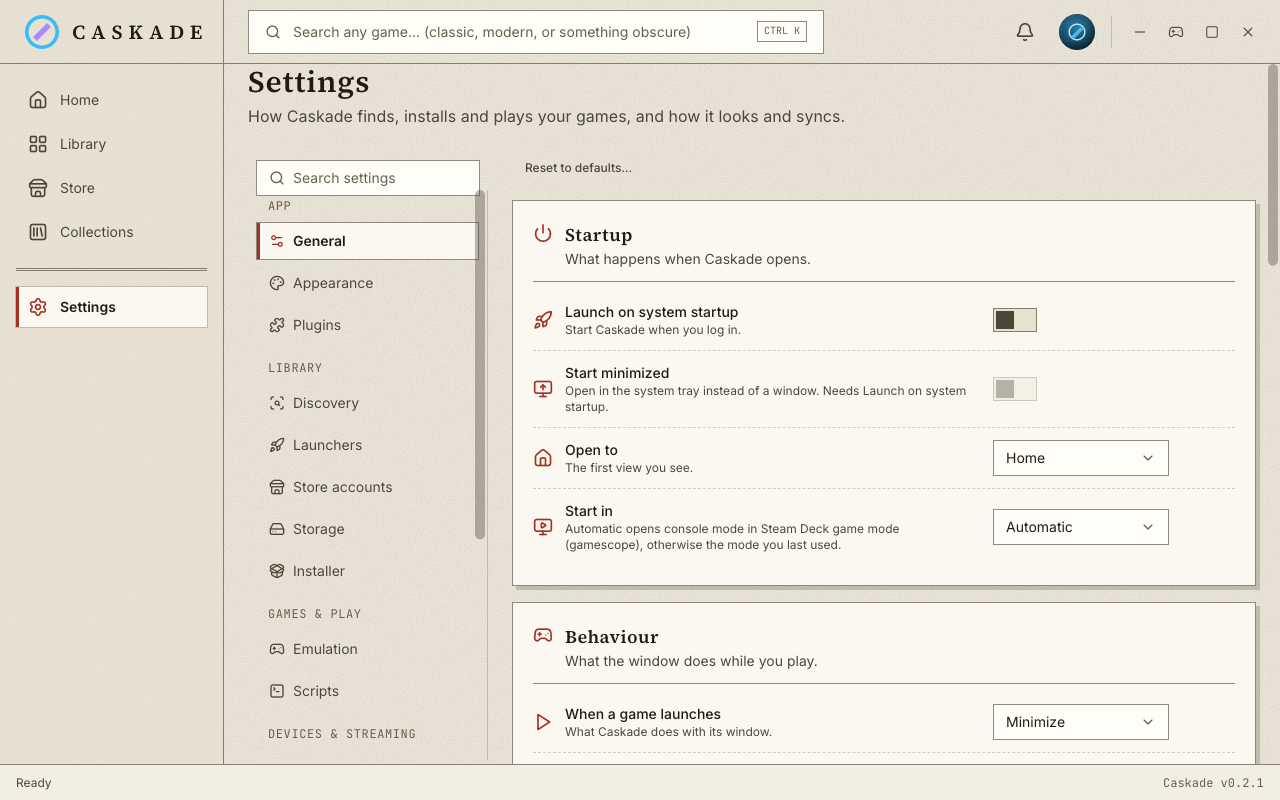 CASKADE
Search any game... (classic, modern, or something obscure)
CTRL K
Home
Library
Store
Collections
Settings
Settings
How Caskade finds, installs and plays your games, and how it looks and syncs.
Search settings
APP
General
Appearance
Plugins
LIBRARY
Discovery
Launchers
Store accounts
Storage
Installer
GAMES & PLAY
Emulation
Scripts
DEVICES & STREAMING
Reset to defaults...
Startup
What happens when Caskade opens.
Launch on system startup
Start Caskade when you log in.
Start minimized
Open in the system tray instead of a window. Needs Launch on system
startup.
Open to
The first view you see.
Home
Start in
Automatic opens console mode in Steam Deck game mode
(gamescope), otherwise the mode you last used.
Automatic
Behaviour
What the window does while you play.
When a game launches
What Caskade does with its window.
Minimize
Ready
Caskade v0.2.1